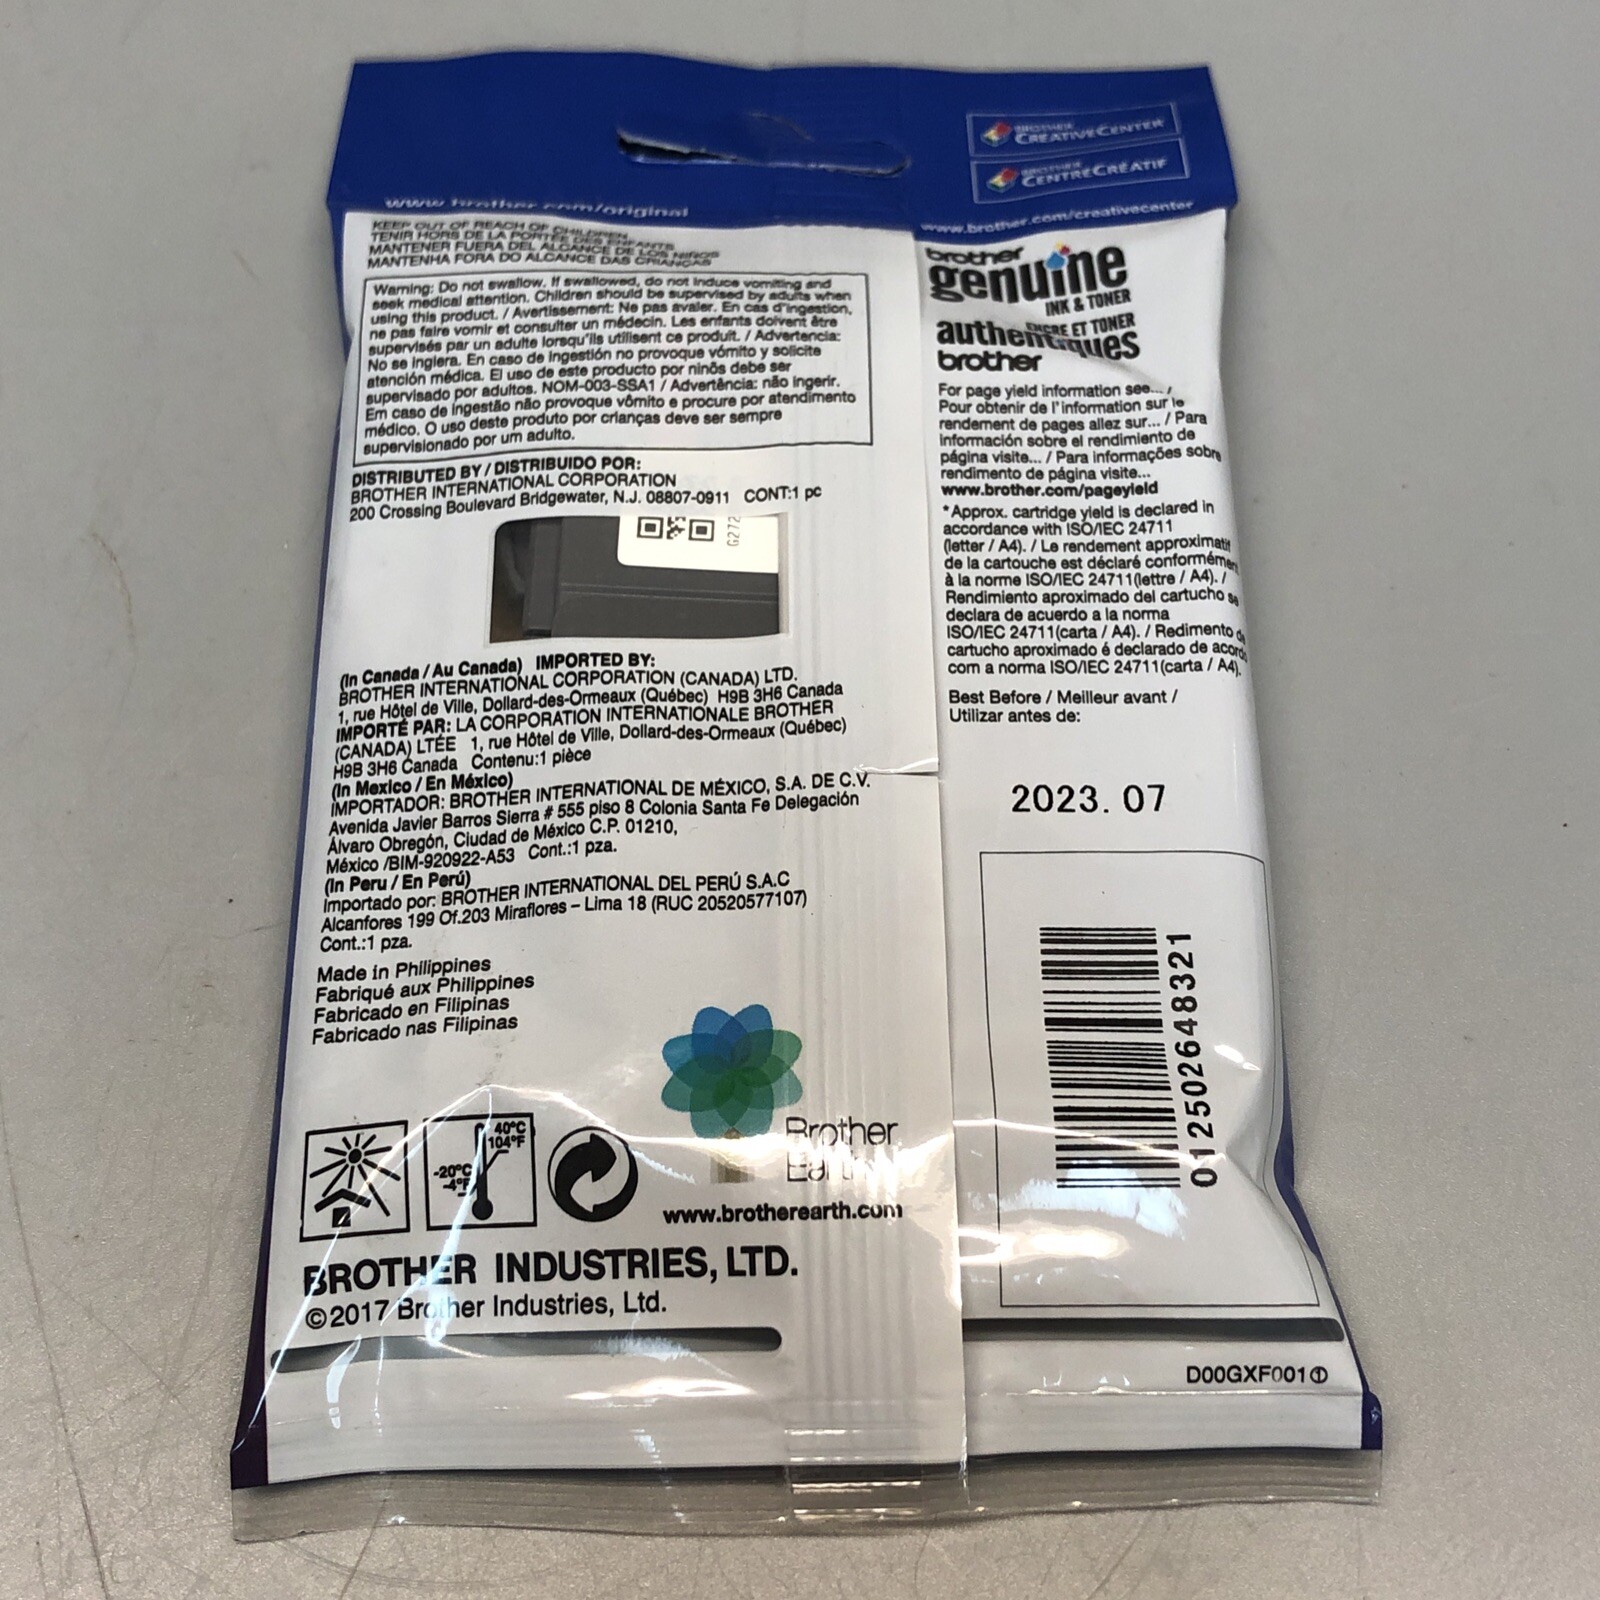 BROTHER
CREATIVECENTER
BROTHER
CENTRECRÉATIF
www.brother.com/original
www.brother.com/creativecenter
KEEP OUT OF REACH OF CHILDREN
TENIR HORS DE LA PORTÉE DES ENFANTS
MANTENER FUERA DEL ALCANCE DE LOS NIÑOS
MANTENHA FORA DO ALCANCE DAS CRIANÇAS
Warning: Do not swallow. If swallowed, do not induce vomiting and
seek medical attention. Children should be supervised by adults when
using this product. / Avertissement: Ne pas avaler. En cas d'ingestion,
ne pas faire vomir et consulter un médecin. Les enfants doivent être
supervisés par un adulte lorsqu'ils utilisent ce produit. / Advertencia:
No se ingiera. En caso de ingestión no provoque vómito y solicite
atención médica. El uso de este producto por ninõs debe ser
supervisado por adultos. NOM-003-SSA1 / Advertência: não ingerir.
Em caso de ingestão não provoque vômito e procure por atendimento
médico. O uso deste produto por crianças deve ser sempre
supervisionado por um adulto.
DISTRIBUTED BY / DISTRIBUIDO POR:
BROTHER INTERNATIONAL CORPORATION
200 Crossing Boulevard Bridgewater, N.J. 08807-0911 CONT:1 pc
G272
(In Canada / Au Canada) IMPORTED BY:
BROTHER INTERNATIONAL CORPORATION (CANADA) LTD.
1, rue Hôtel de Ville, Dollard-des-Ormeaux (Québec) H9B 3H6 Canada
IMPORTÉ PAR: LA CORPORATION INTERNATIONALE BROTHER
(CANADA) LTÉE 1, rue Hôtel de Ville, Dollard-des-Ormeaux (Québec)
H9B 3H6 Canada Contenu:1 pièce
(In Mexico / En México)
IMPORTADOR: BROTHER INTERNATIONAL DE MÉXICO, S.A. DE C.V.
Avenida Javier Barros Sierra # 555 piso 8 Colonia Santa Fe Delegación
Álvaro Obregón, Ciudad de México C.P. 01210,
México /BIM-920922-A53 Cont.:1 pza.
(In Peru / En Perú)
Importado por: BROTHER INTERNATIONAL DEL PERÚ S.A.C
Alcanfores 199 Of.203 Miraflores – Lima 18 (RUC 20520577107)
Cont.:1 pza.
Made in Philippines
Fabriqué aux Philippines
Fabricado en Filipinas
Fabricado nas Filipinas
40°C
104°F
-20°C
-4°F
Brother
Earth
www.brotherearth.com
BROTHER INDUSTRIES, LTD.
©2017 Brother Industries, Ltd.
brother
genuine
INK & TONER
ENCRE ET TONER
authentiques
brother
For page yield information see... /
Pour obtenir de l'information sur le
rendement de pages allez sur... / Para
información sobre el rendimiento de
página visite... / Para informações sobre
rendimento de página visite...
www.brother.com/pageyield
*Approx. cartridge yield is declared in
accordance with ISO/IEC 24711
(letter / A4). / Le rendement approximatif
de la cartouche est déclaré conformément
à la norme ISO/IEC 24711(lettre / A4). /
Rendimiento aproximado del cartucho se
declara de acuerdo a la norma
ISO/IEC 24711(carta / A4). / Redimento do
cartucho aproximado é declarado de acordo
com a norma ISO/IEC 24711(carta / A4).
Best Before / Meilleur avant /
Utilizar antes de:
2023. 07
012502648321
D00GXF001①